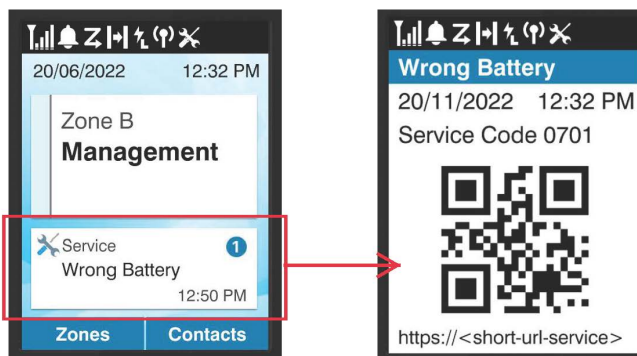 20/06/2022 12:32 PM
Zone B
Management
Service 1
Wrong Battery
12:50 PM
Zones Contacts
Wrong Battery
20/11/2022 12:32 PM
Service Code 0701
https://<short-url-service>